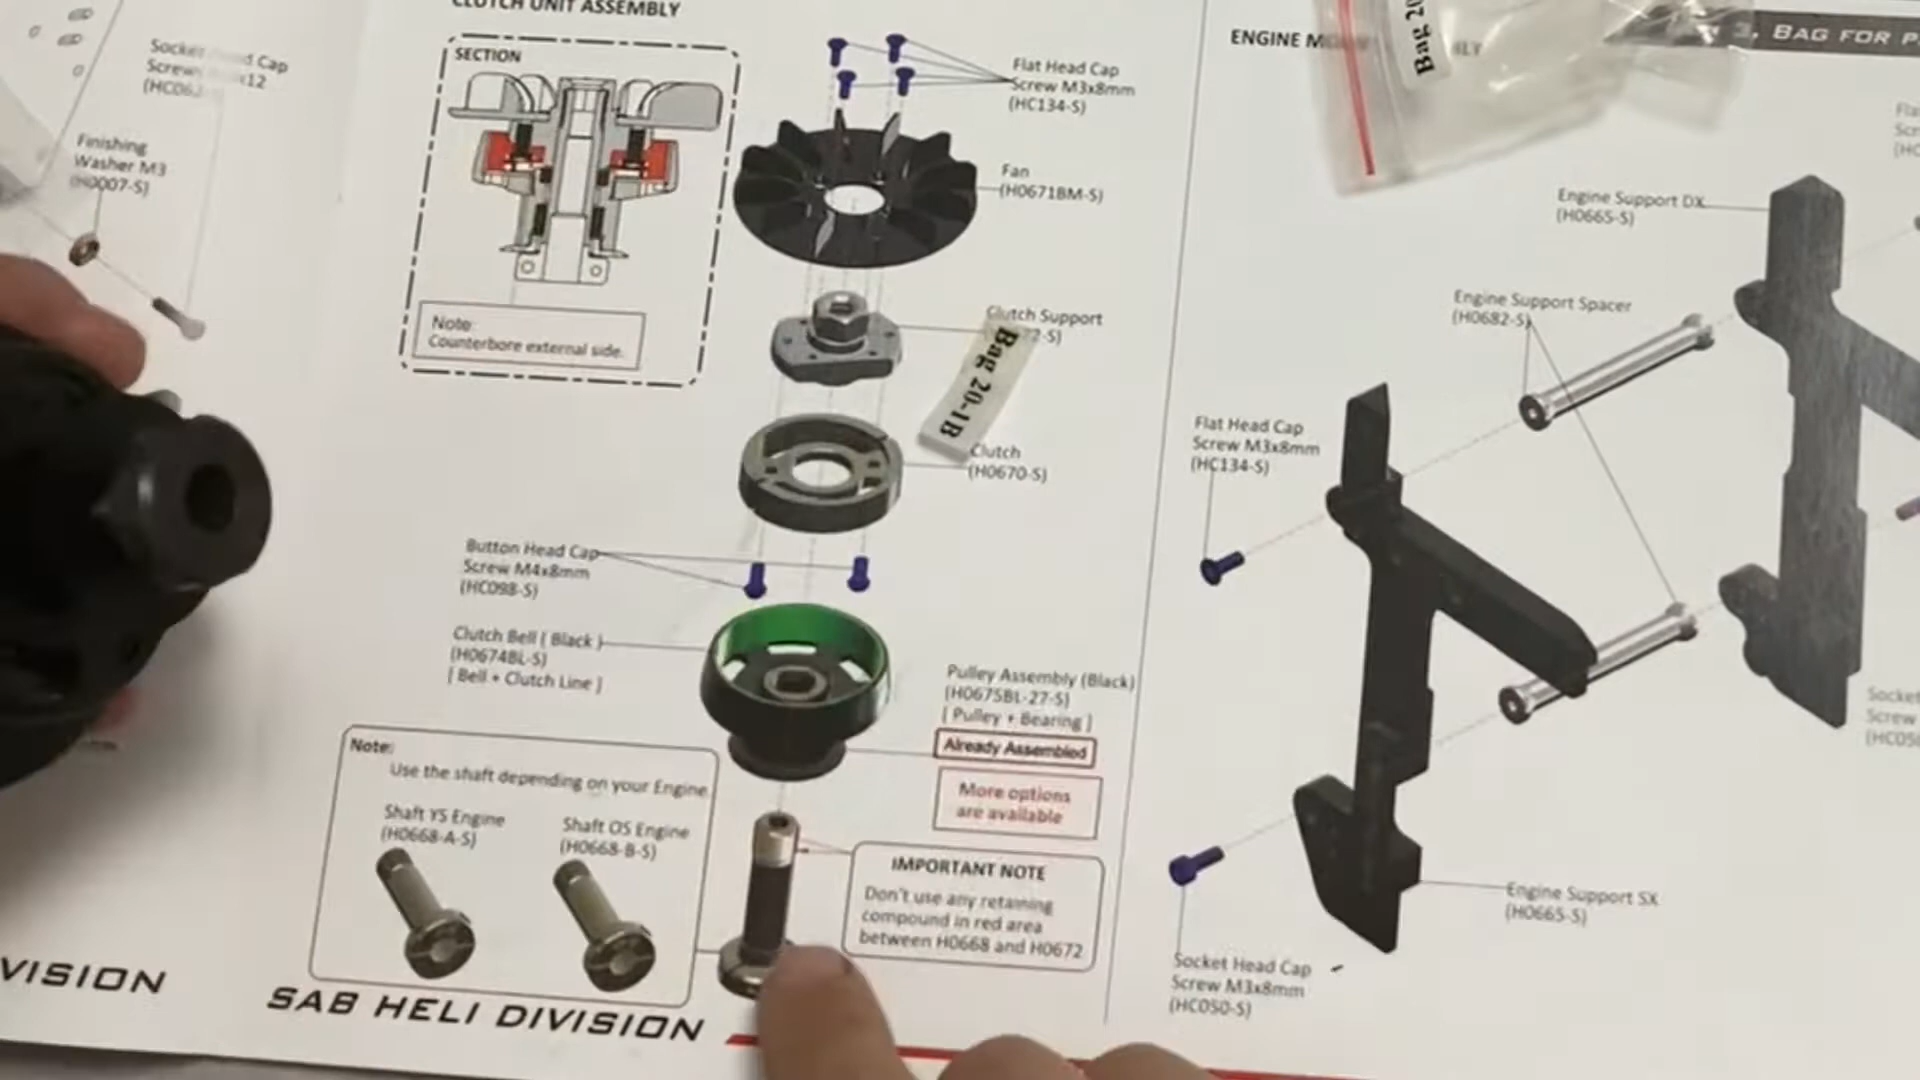 CLUTCH UNIT ASSEMBLY
Socket Head Cap
Finishing
Washer M3
(H0007-S)
SECTION
Note:
Counterbore external side.
Flat Head Cap
Screw M3x8mm
(HC134-S)
Fan
(H0671BM-S)
Clutch Support
Bag 20-1B
Clutch
(H0670-S)
Button Head Cap
Screw M4x8mm
(HC098-S)
Clutch Bell ( Black )
(H0674BL-S)
[ Bell + Clutch Line ]
Pulley Assembly (Black)
(H0675BL-27-S)
[ Pulley + Bearing ]
Already Assembled
More options
are available
Note:
Use the shaft depending on your Engine
Shaft YS Engine
(H0668-A-S)
Shaft OS Engine
(H0668-B-S)
IMPORTANT NOTE
Don't use any retaining
compound in red area
between H0668 and H0672
VISION
SAB HELI DIVISION
ENGINE
Bag
BAG FOR
Engine Support DX
(H0665-S)
Engine Support Spacer
(H0682-S)
Flat Head Cap
Screw M3x8mm
(HC134-S)
Engine Support SX
(H0665-S)
Socket Head Cap
Screw M3x8mm
(HC050-S)
Socket
Screw